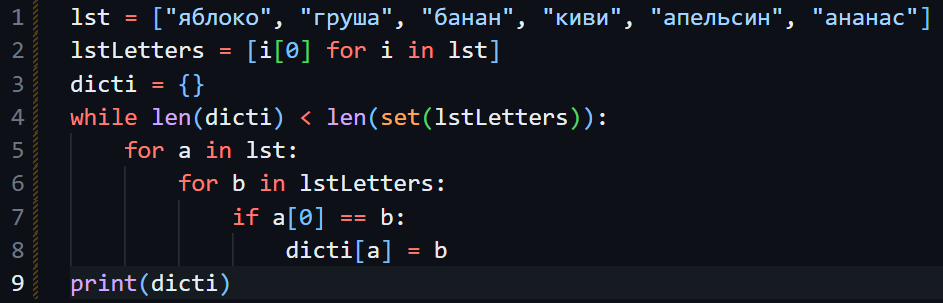 1 lst = ["яблоко", "груша", "банан", "киви", "апельсин", "ананас"]
2 lstLetters = [i[0] for i in lst]
3 dicti = {}
4 while len(dicti) < len(set(lstLetters)):
5     for a in lst:
6         for b in lstLetters:
7             if a[0] == b:
8                 dicti[a] = b
9 print(dicti)